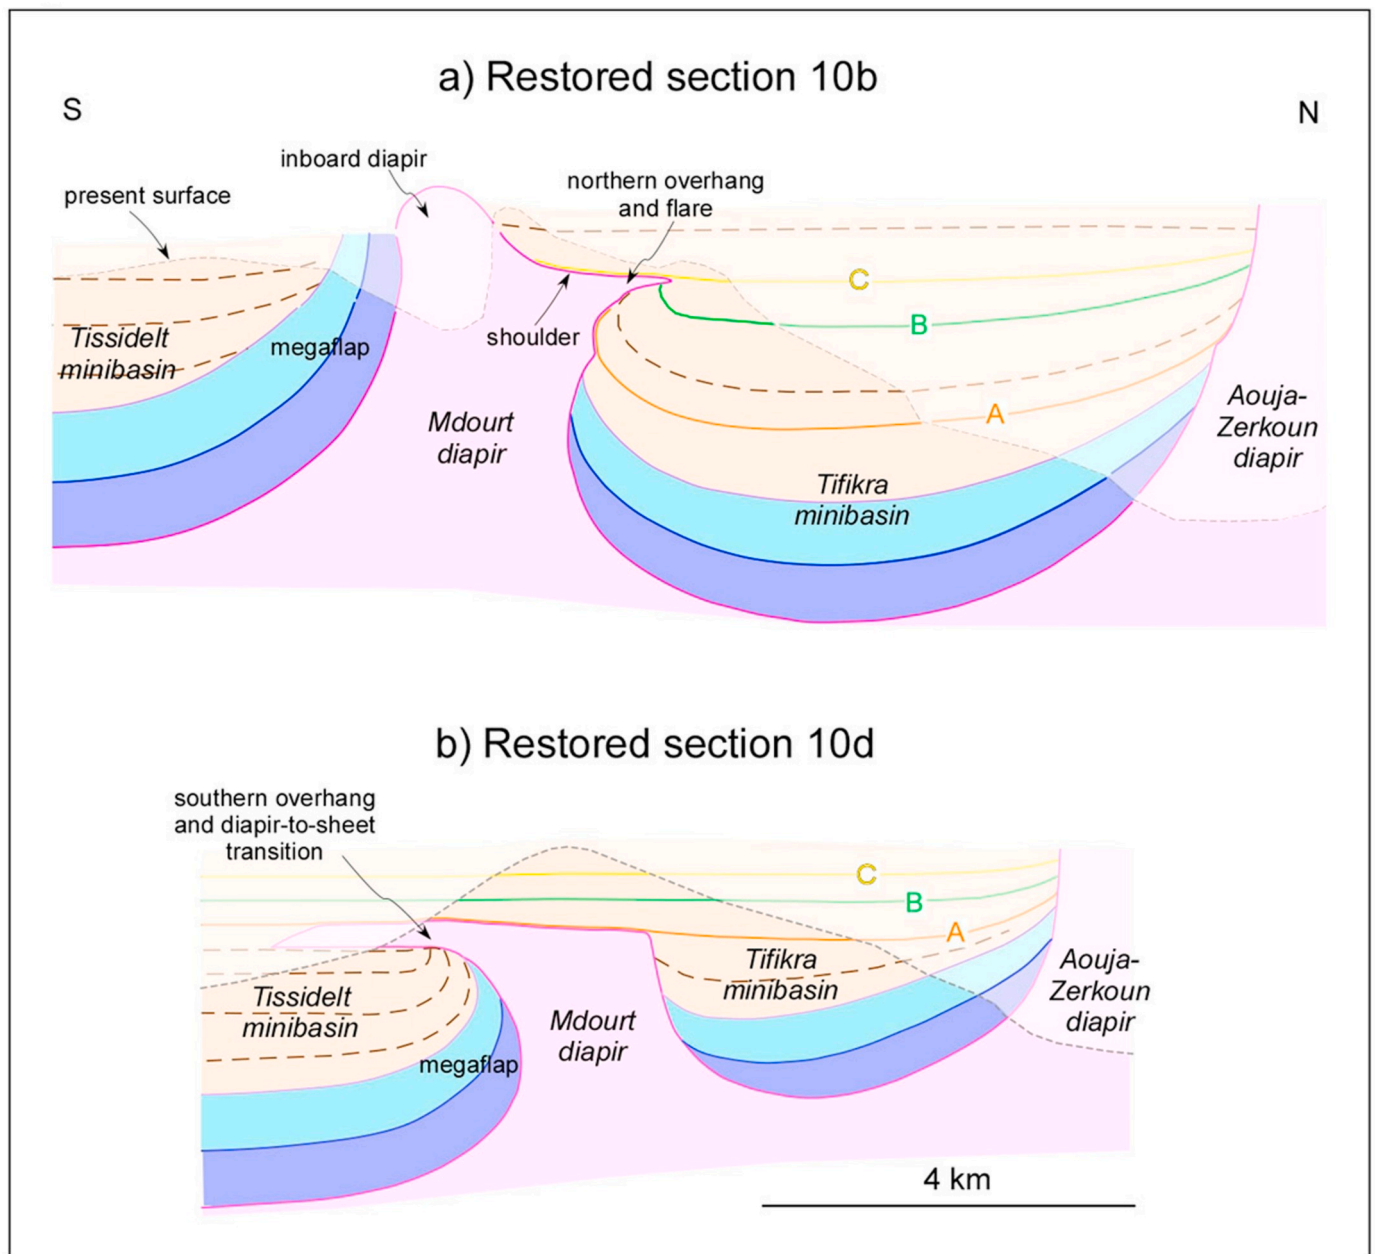 a) Restored section 10b
S
N
inboard diapir
northern overhang
and flare
present surface
C
B
shoulder
Tissidelt
minibasin
megaflap
A
Mdourt
diapir
Aouja-
Zerkoun
diapir
Tifikra
minibasin
b) Restored section 10d
southern overhang
and diapir-to-sheet
transition
C
B
A
Tifikra
minibasin
Aouja-
Zerkoun
diapir
Tissidelt
minibasin
Mdourt
diapir
megaflap
4 km